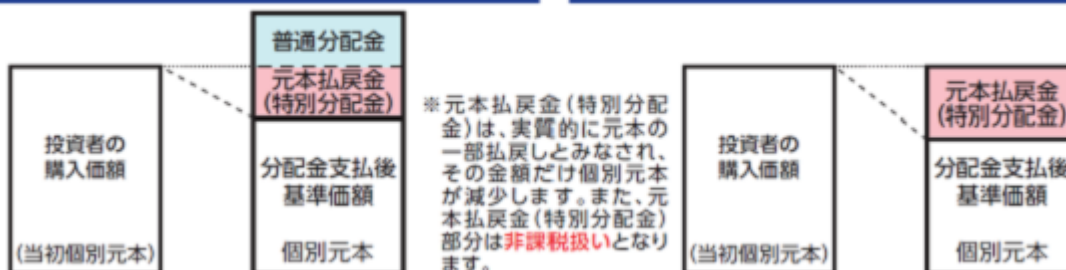 普通分配金
元本払戻金
(特別分配金)
投資者の
購入価額
(当初個別元本)
分配金支払後
基準価額
個別元本
※元本払戻金(特別分配
金)は、実質的に元本の
一部払戻しとみなされ、
その金額だけ個別元本
が減少します。また、元
本払戻金(特別分配金)
部分は非課税扱いとなり
ます。
投資者の
購入価額
(当初個別元本)
元本払戻金
(特別分配金)
分配金支払後
基準価額
個別元本